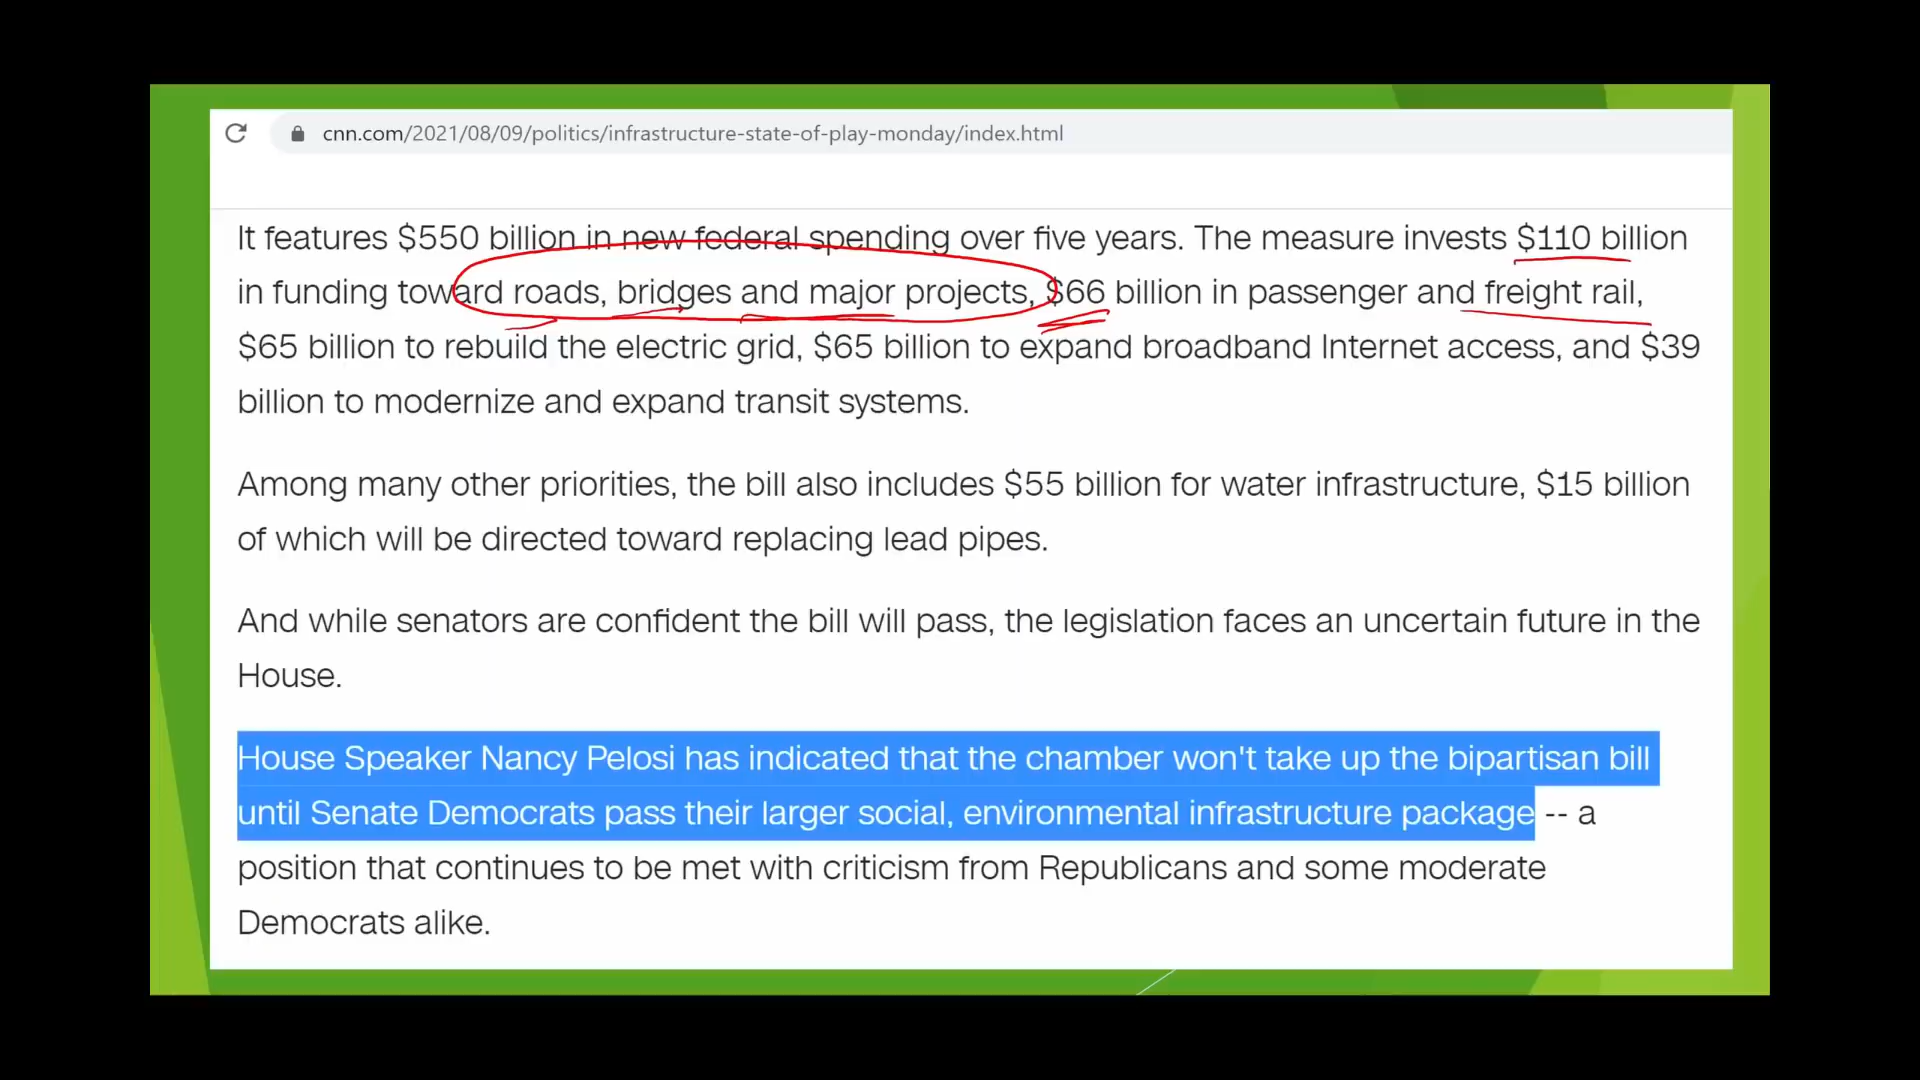 cnn.com/2021/08/09/politics/infrastructure-state-of-play-monday/index.html
It features $550 billion in new federal spending over five years. The measure invests $110 billion
in funding toward roads, bridges and major projects, $66 billion in passenger and freight rail,
$65 billion to rebuild the electric grid, $65 billion to expand broadband Internet access, and $39
billion to modernize and expand transit systems.
Among many other priorities, the bill also includes $55 billion for water infrastructure, $15 billion
of which will be directed toward replacing lead pipes.
And while senators are confident the bill will pass, the legislation faces an uncertain future in the
House.
House Speaker Nancy Pelosi has indicated that the chamber won't take up the bipartisan bill
until Senate Democrats pass their larger social, environmental infrastructure package -- a
position that continues to be met with criticism from Republicans and some moderate
Democrats alike.